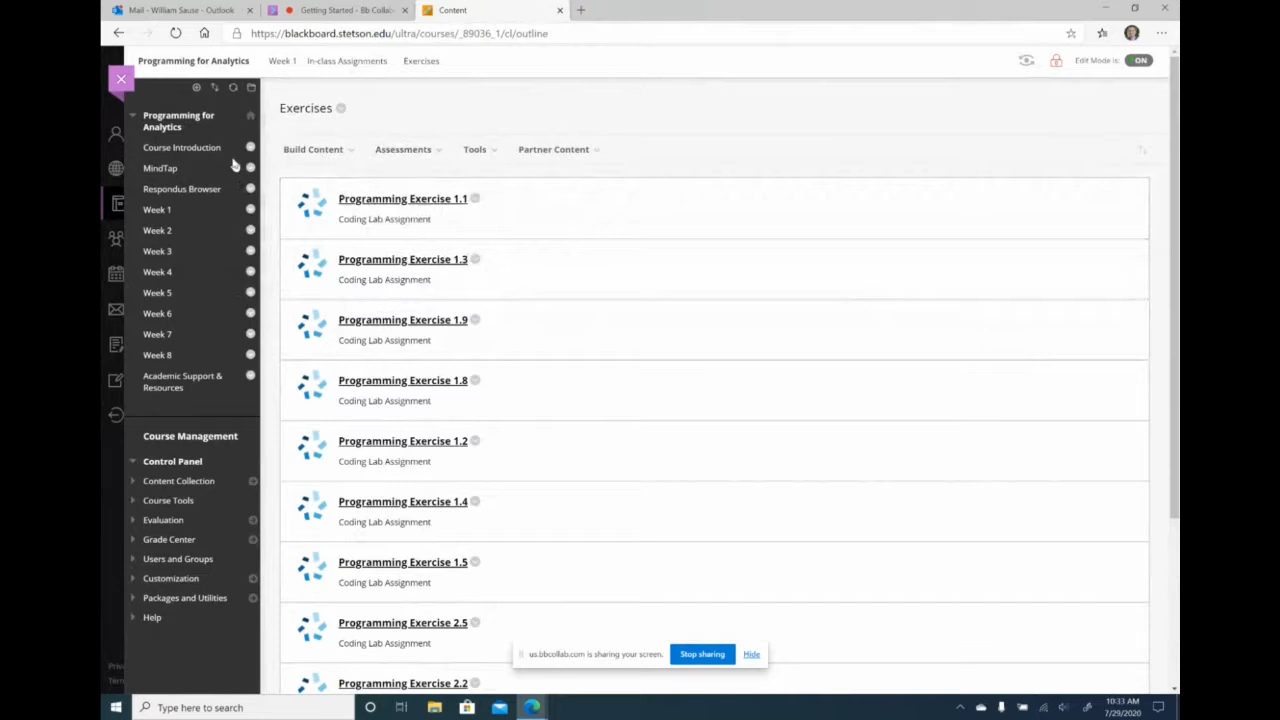 Mail - William Sause - Outlook
Getting Started - Bb Collab
Content
https://blackboard.stetson.edu/ultra/courses/_89036_1/cl/outline
Programming for Analytics
Week 1
In-class Assignments
Exercises
Edit Mode is:
ON
Programming for
Analytics
Course Introduction
MindTap
Respondus Browser
Week 1
Week 2
Week 3
Week 4
Week 5
Week 6
Week 7
Week 8
Academic Support &
Resources
Course Management
Control Panel
Content Collection
Course Tools
Evaluation
Grade Center
Users and Groups
Customization
Packages and Utilities
Help
Priv
Term
Exercises
Build Content
Assessments
Tools
Partner Content
Programming Exercise 1.1
Coding Lab Assignment
Programming Exercise 1.3
Coding Lab Assignment
Programming Exercise 1.9
Coding Lab Assignment
Programming Exercise 1.8
Coding Lab Assignment
Programming Exercise 1.2
Coding Lab Assignment
Programming Exercise 1.4
Coding Lab Assignment
Programming Exercise 1.5
Coding Lab Assignment
Programming Exercise 2.5
Coding Lab Assignment
Programming Exercise 2.2
us.bbcollab.com is sharing your screen.
Stop sharing
Hide
Type here to search
10:33 AM
7/29/2020